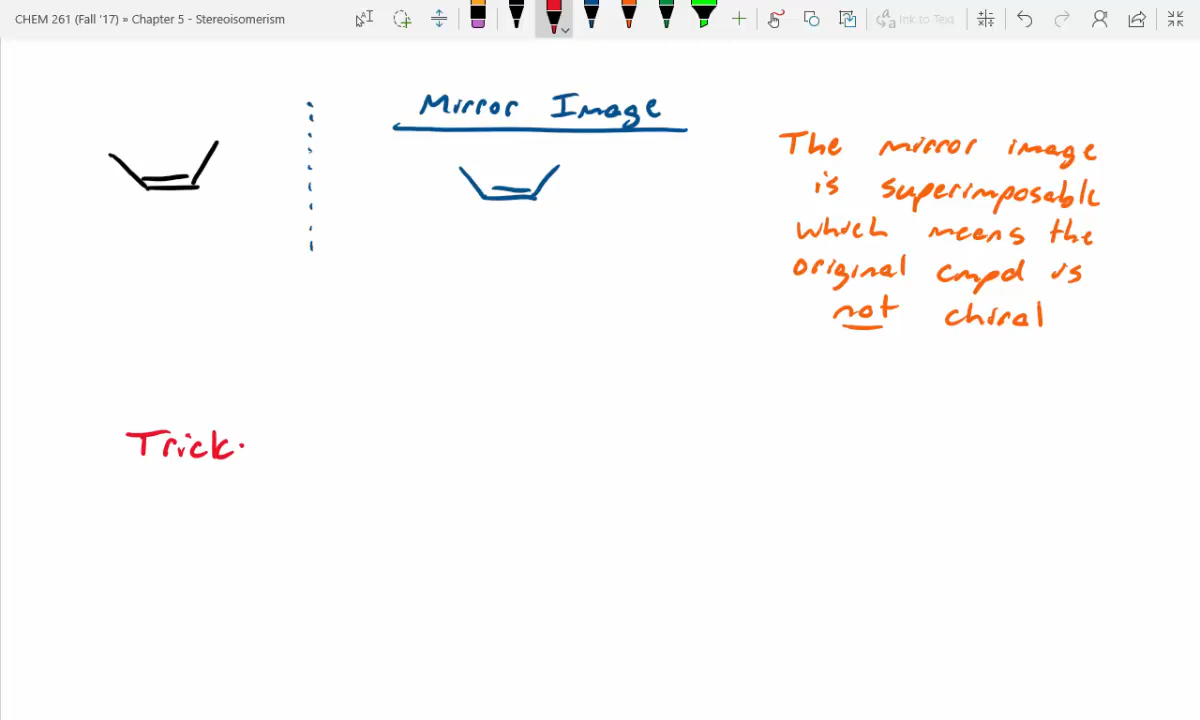 CHEM 261 (Fall '17) » Chapter 5 - Stereoisomerism
Ink to Text
Mirror Image
The mirror image
is superimposable
which means the
original cmpd is
not chiral
Trick.